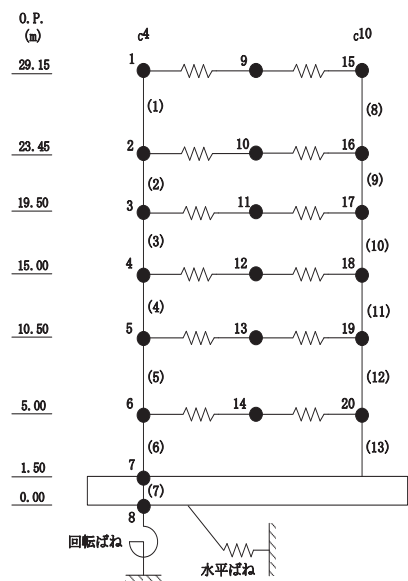 O.P.
(m)
c4 c10
29.15 1 9 15
(1) (8)
23.45 2 10 16
(2) (9)
19.50 3 11 17
(3) (10)
15.00 4 12 18
(4) (11)
10.50 5 13 19
(5) (12)
5.00 6 14 20
(6) (13)
1.50 7
(7)
0.00
8
回転ばね
水平ばね